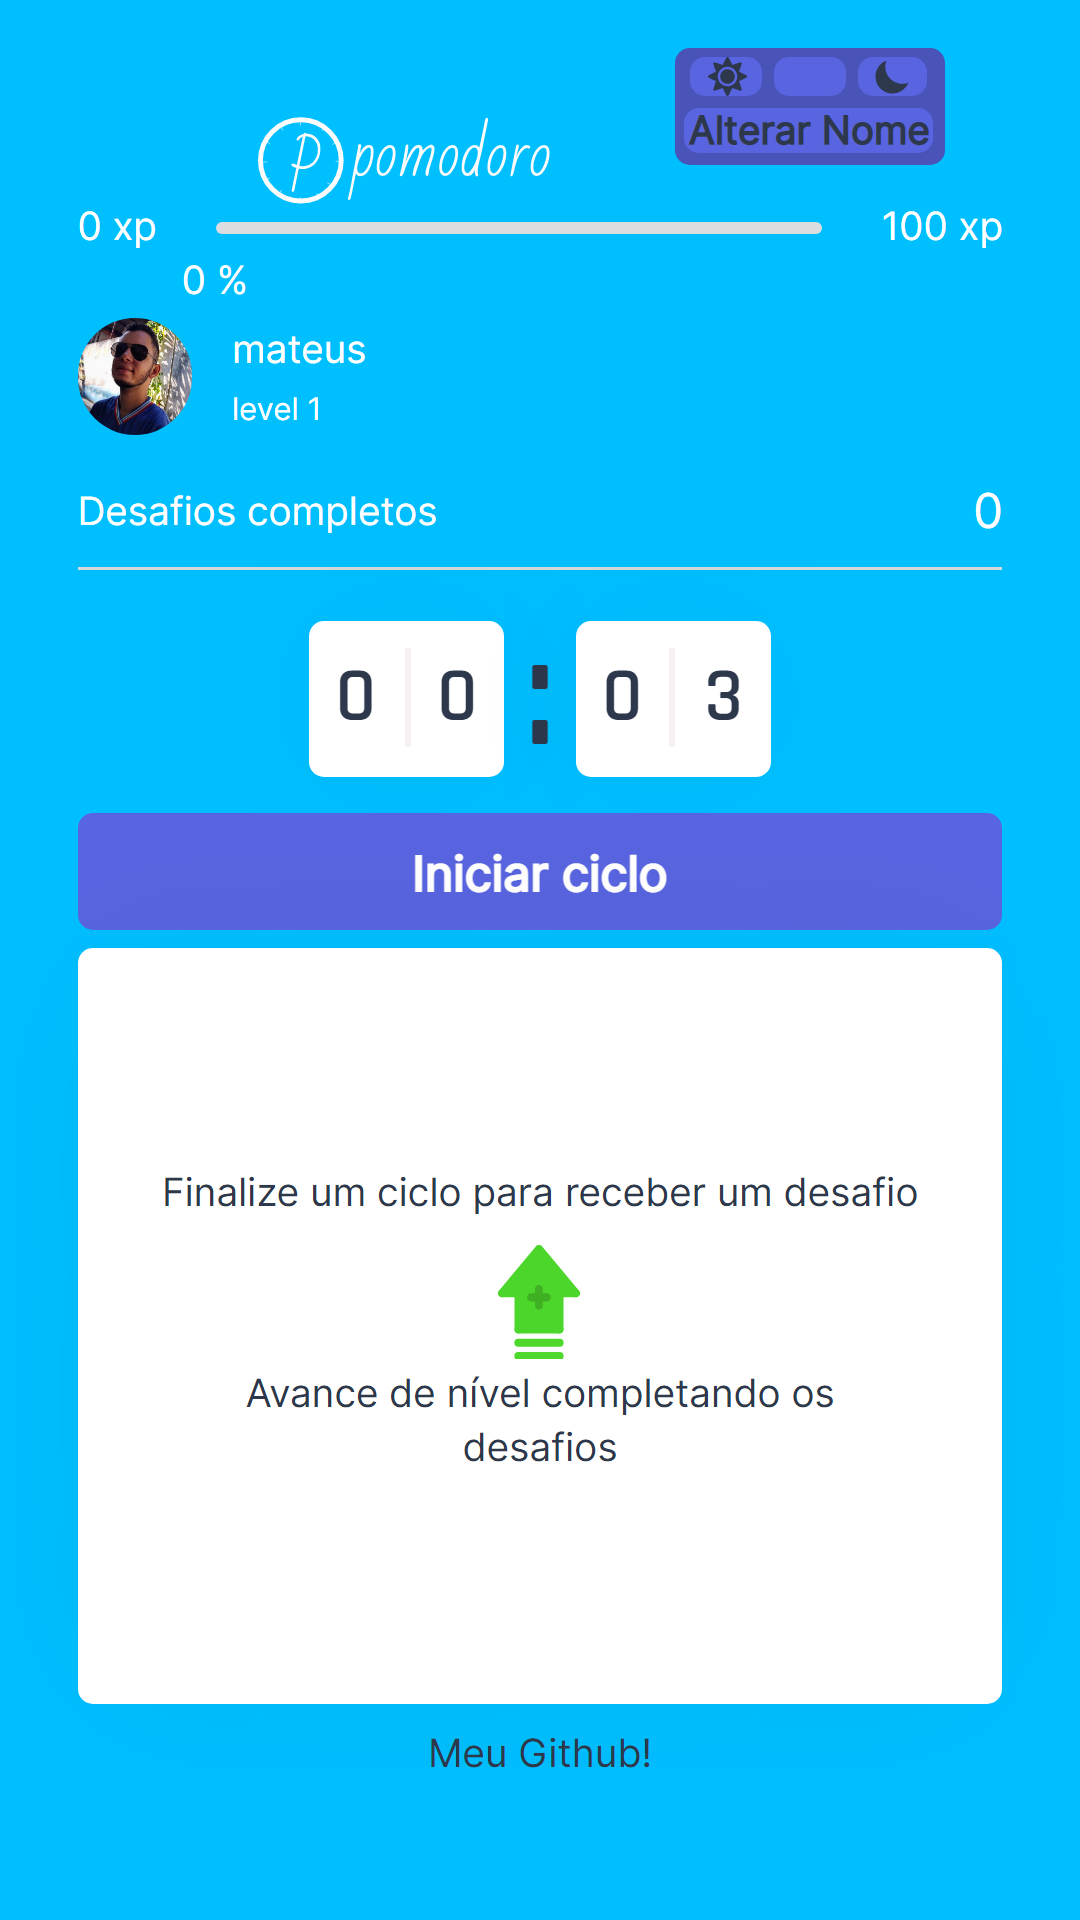 P pomodoro
Alterar Nome
0 xp
100 xp
0 %
mateus
level 1
Desafios completos
0
0 0 : 0 3
Iniciar ciclo
Finalize um ciclo para receber um desafio
Avance de nível completando os
desafios
Meu Github!